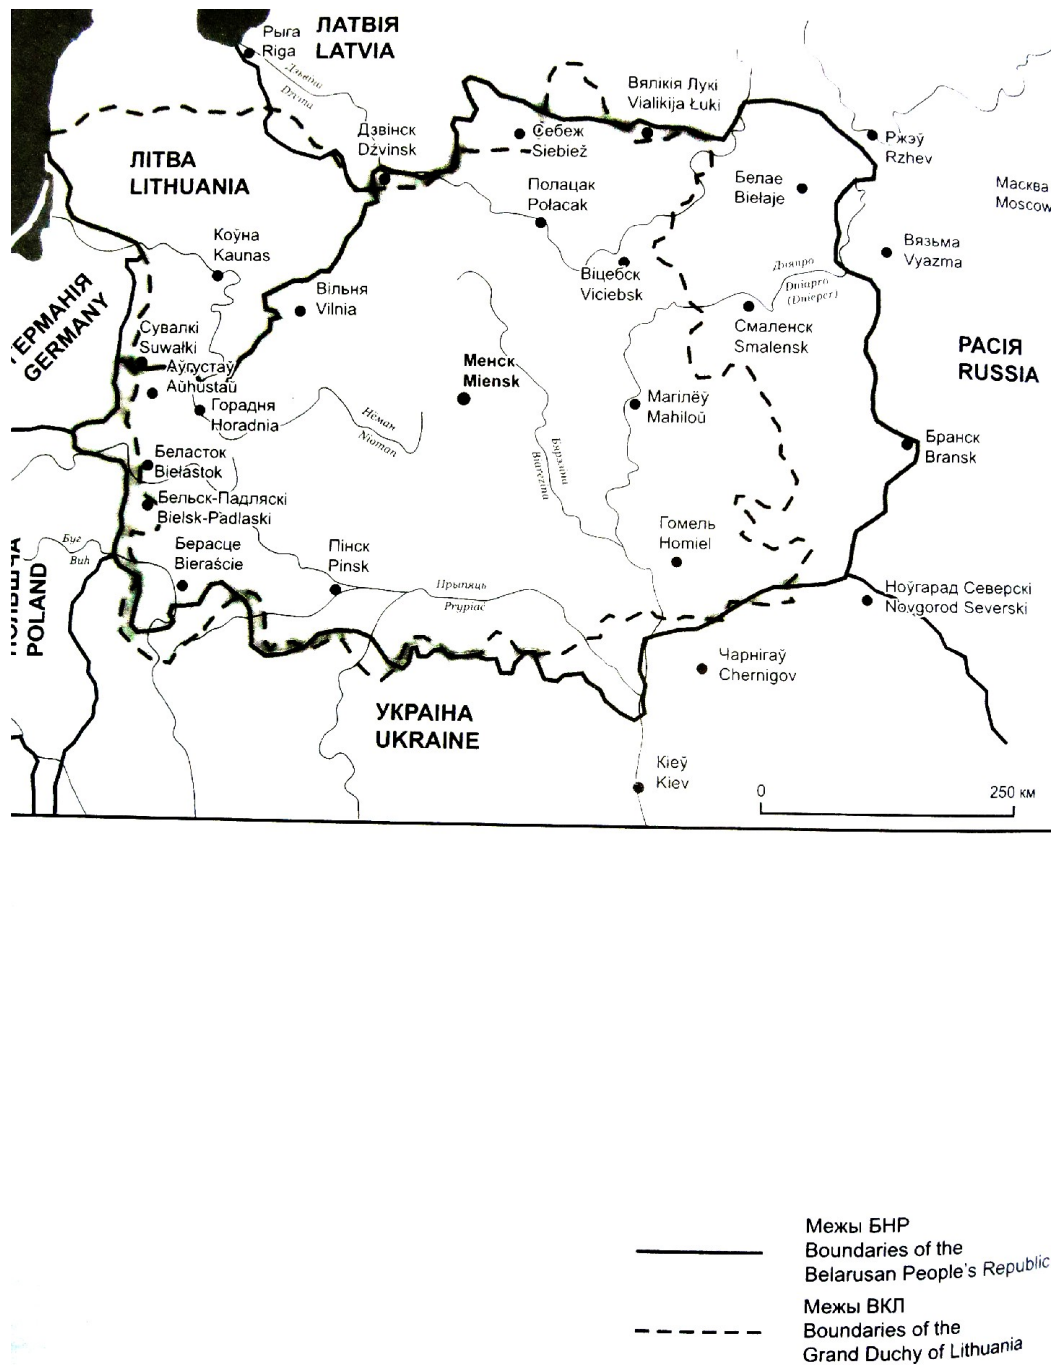 Рыга
Riga
ЛАТВІЯ
LATVIA
Дзьвіна
Dzvina
Дзвінск
Dźvinsk
Себеж
Siebiež
Вялікія Лукі
Vialikija Łuki
Ржэў
Rzhev
ЛІТВА
LITHUANIA
Полацак
Połacak
Белае
Biełaje
Масква
Moscow
Коўна
Kaunas
Віцебск
Viciebsk
Дняпро
Dniapro
(Dnieper)
Вязьма
Vyazma
ГЕРМАНІЯ
GERMANY
Вільня
Vilnia
Сувалкі
Suwałki
Смаленск
Smalensk
РАСІЯ
RUSSIA
Аўгустаў
Aŭhustaŭ
Менск
Miensk
Горадня
Horadnia
Нёман
Nioman
Магілёў
Mahiloŭ
Бярэзіна
Biarezina
Бранск
Bransk
Беласток
Biełastok
Бельск-Падляскі
Bielsk-Padlaski
Гомель
Homiel
Буг
Buh
Берасце
Bieraście
Пінск
Pinsk
Прыпяць
Prypiać
POLAND
Ноўгарад Северскі
Novgorod Severski
Чарнігаў
Chernigov
УКРАІНА
UKRAINE
Кіеў
Kiev
0 250 км
Межы БНР
Boundaries of the
Belarusan People's Republic
Межы ВКЛ
Boundaries of the
Grand Duchy of Lithuania